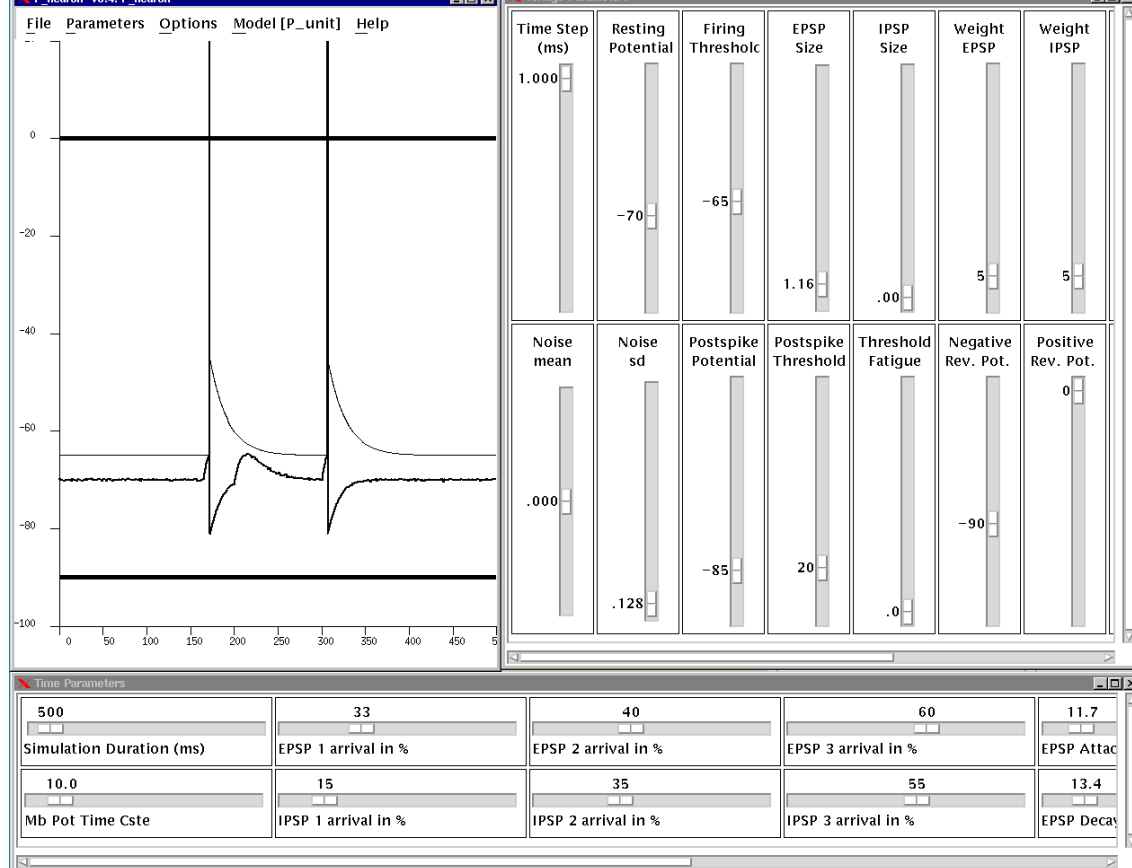 File Parameters Options Model [P_unit] Help
0
-20
-40
-60
-80
-100
0 50 100 150 200 250 300 350 400 450 5
Time Step (ms)
1.000
Resting Potential
-70
Firing Thresholc
-65
EPSP Size
1.16
IPSP Size
.00
Weight EPSP
5
Weight IPSP
5
Noise mean
.000
Noise sd
.128
Postspike Potential
-85
Postspike Threshold
20
Threshold Fatigue
.0
Negative Rev. Pot.
-90
Positive Rev. Pot.
0
Time Parameters
500
Simulation Duration (ms)
33
EPSP 1 arrival in %
40
EPSP 2 arrival in %
60
EPSP 3 arrival in %
11.7
EPSP Attac
10.0
Mb Pot Time Cste
15
IPSP 1 arrival in %
35
IPSP 2 arrival in %
55
IPSP 3 arrival in %
13.4
EPSP Decay